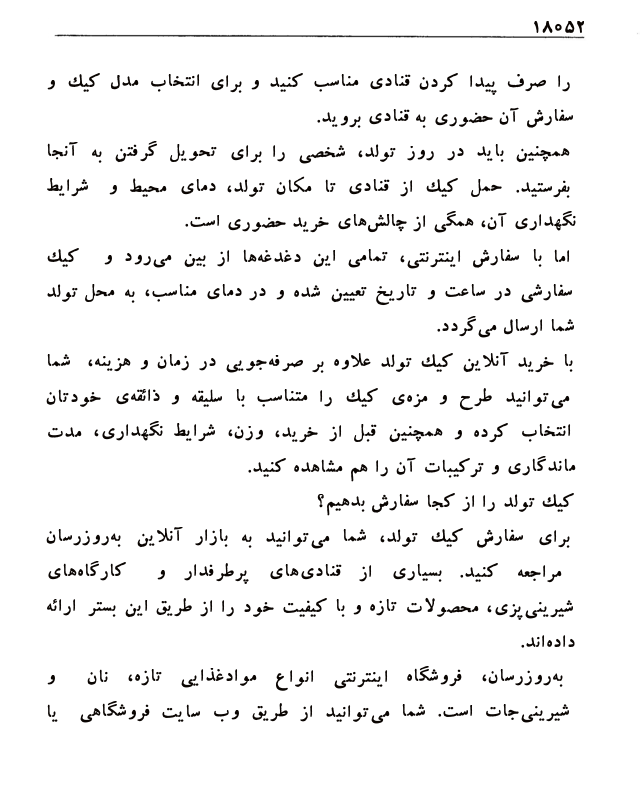 ۱۸۰۵۲
را صرف پیدا کردن قنادی مناسب کنید و برای انتخاب مدل کیک و
سفارش آن حضوری به قنادی بروید.
همچنین باید در روز تولد، شخصی را برای تحویل گرفتن به آنجا
بفرستید. حمل کیک از قنادی تا مکان تولد، دمای محیط و شرایط
نگهداری آن، همگی از چالش‌های خرید حضوری است.
اما با سفارش اینترنتی، تمامی این دغدغه‌ها از بین می‌رود و کیک
سفارشی در ساعت و تاریخ تعیین شده و در دمای مناسب، به محل تولد
شما ارسال می‌گردد.
با خرید آنلاین کیک تولد علاوه بر صرفه‌جویی در زمان و هزینه، شما
می‌توانید طرح و مزه‌ی کیک را متناسب با سلیقه و ذائقه‌ی خودتان
انتخاب کرده و همچنین قبل از خرید، وزن، شرایط نگهداری، مدت
ماندگاری و ترکیبات آن را هم مشاهده کنید.
کیک تولد را از کجا سفارش بدهیم؟
برای سفارش کیک تولد، شما می‌توانید به بازار آنلاین به‌روزرسان
مراجعه کنید. بسیاری از قنادی‌های پرطرفدار و کارگاه‌های
شیرینی‌پزی، محصولات تازه و با کیفیت خود را از طریق این بستر ارائه
داده‌اند.
به‌روزرسان، فروشگاه اینترنتی انواع موادغذایی تازه، نان و
شیرینی‌جات است. شما می‌توانید از طریق وب سایت فروشگاهی یا